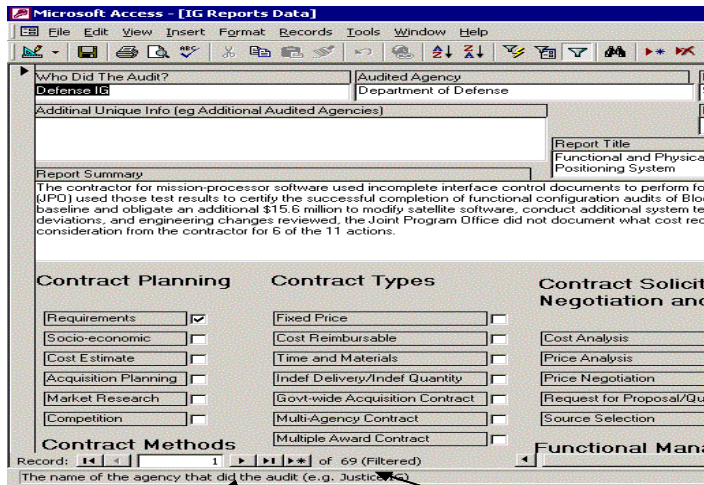 Microsoft Access - [IG Reports Data]
File Edit View Insert Format Records Tools Window Help
Who Did The Audit? Audited Agency
Defense IG Department of Defense
Additinal Unique Info (eg Additional Audited Agencies)
Report Title
Functional and Physica
Positioning System
Report Summary
The contractor for mission-processor software used incomplete interface control documents to perform fo
(JPO) used those test results to certify the successful completion of functional configuration audits of Blo
baseline and obligate an additional $15.6 million to modify satellite software, conduct additional system te
deviations, and engineering changes reviewed, the Joint Program Office did not document what cost rec
consideration from the contractor for 6 of the 11 actions.
Contract Planning Contract Types Contract Solicit
Negotiation and
Requirements Fixed Price
Socio-economic Cost Reimbursable Cost Analysis
Cost Estimate Time and Materials Price Analysis
Acquisition Planning Indef Delivery/Indef Quantity Price Negotiation
Market Research Govt-wide Acquisition Contract Request for Proposal/Qu
Competition Multi-Agency Contract Source Selection
Contract Methods Multiple Award Contract Functional Mana
Record: 1 of 69 (Filtered)
The name of the agency that did the audit (e.g. Justice IG)